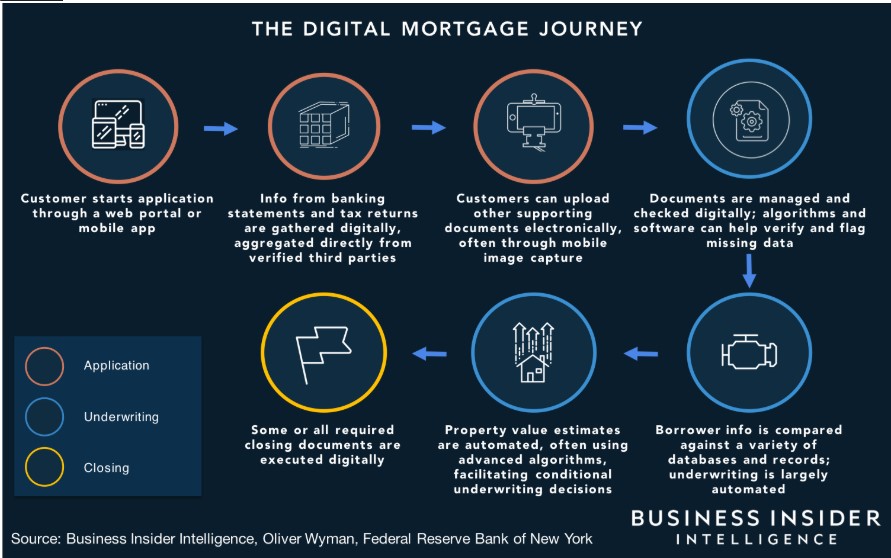 THE DIGITAL MORTGAGE JOURNEY
Customer starts application
through a web portal or
mobile app
Info from banking
statements and tax returns
are gathered digitally,
aggregated directly from
verified third parties
Customers can upload
other supporting
documents electronically,
often through mobile
image capture
Documents are managed and
checked digitally; algorithms and
software can help verify and flag
missing data
Borrower info is compared
against a variety of
databases and records;
underwriting is largely
automated
Property value estimates
are automated, often using
advanced algorithms,
facilitating conditional
underwriting decisions
Some or all required
closing documents are
executed digitally
Application
Underwriting
Closing
Source: Business Insider Intelligence, Oliver Wyman, Federal Reserve Bank of New York
BUSINESS INSIDER
INTELLIGENCE